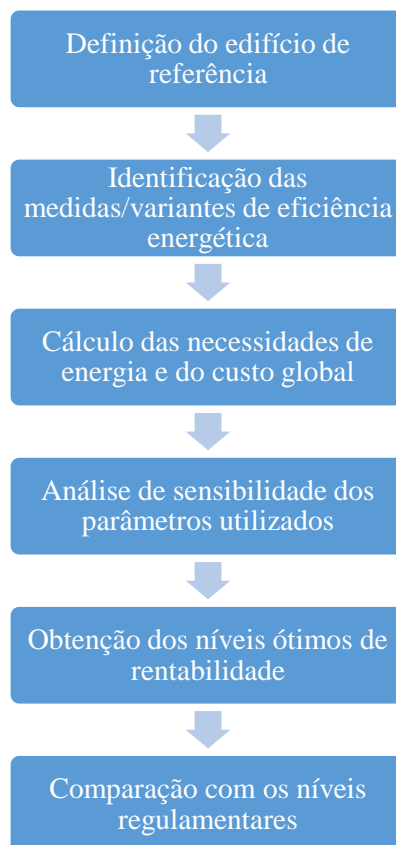 Definição do edifício de
referência
Identificação das
medidas/variantes de eficiência
energética
Cálculo das necessidades de
energia e do custo global
Análise de sensibilidade dos
parâmetros utilizados
Obtenção dos níveis ótimos de
rentabilidade
Comparação com os níveis
regulamentares